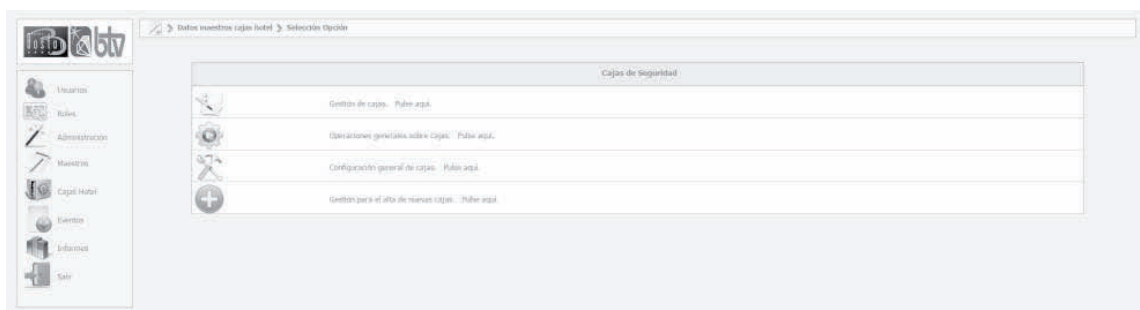 btv
Datos maestros cajas hotel ❯ Selección Opción
Usuarios
Roles
Administración
Maestros
Cajas Hotel
Eventos
Informes
Salir
Cajas de Seguridad
Gestión de cajas. Pulse aquí.
Operaciones generales sobre cajas. Pulse aquí.
Configuración general de cajas. Pulse aquí.
Gestión para el alta de nuevas cajas. Pulse aquí.